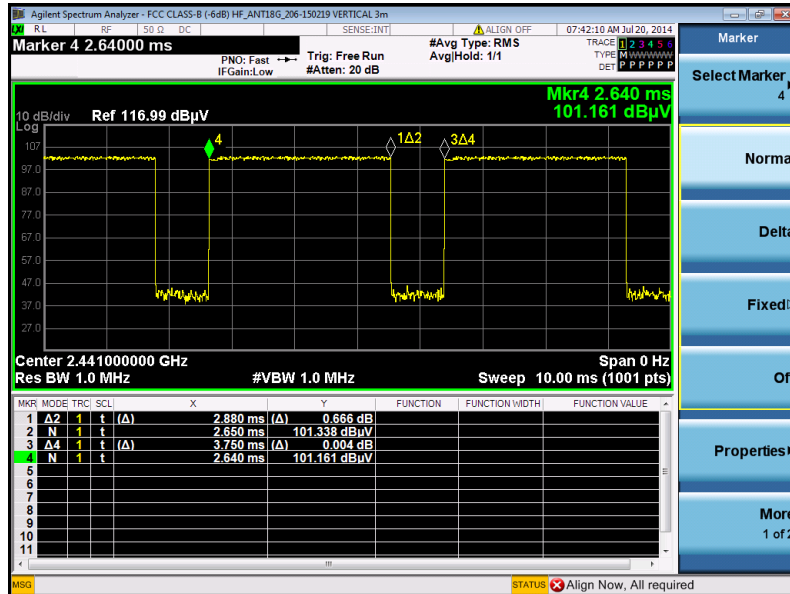 Agilent Spectrum Analyzer - FCC CLASS-B (-6dB) HF_ANT18G_206-150219 VERTICAL 3m
LXI RL RF 50 Ω DC SENSE:INT ALIGN OFF 07:42:10 AM Jul 20, 2014
Marker 4 2.64000 ms
PNO: Fast
IFGain:Low
Trig: Free Run
#Atten: 20 dB
#Avg Type: RMS
Avg|Hold: 1/1
TRACE 1 2 3 4 5 6
TYPE M WWWWW
DET P P P P P P
Mkr4 2.640 ms
101.161 dBµV
10 dB/div Ref 116.99 dBµV
Log
107
97.0
87.0
77.0
67.0
57.0
47.0
37.0
27.0
4
1Δ2
3Δ4
Center 2.441000000 GHz Span 0 Hz
Res BW 1.0 MHz #VBW 1.0 MHz Sweep 10.00 ms (1001 pts)
MKR MODE TRC SCL X Y FUNCTION FUNCTION WIDTH FUNCTION VALUE
1 Δ2 1 t (Δ) 2.880 ms (Δ) 0.666 dB
2 N 1 t 2.650 ms 101.338 dBµV
3 Δ4 1 t (Δ) 3.750 ms (Δ) 0.004 dB
4 N 1 t 2.640 ms 101.161 dBµV
5
6
7
8
9
10
11
MSG STATUS Align Now, All required
Marker
Select Marker
4
Norma
Delta
Fixed
Of
Properties
More
1 of 2